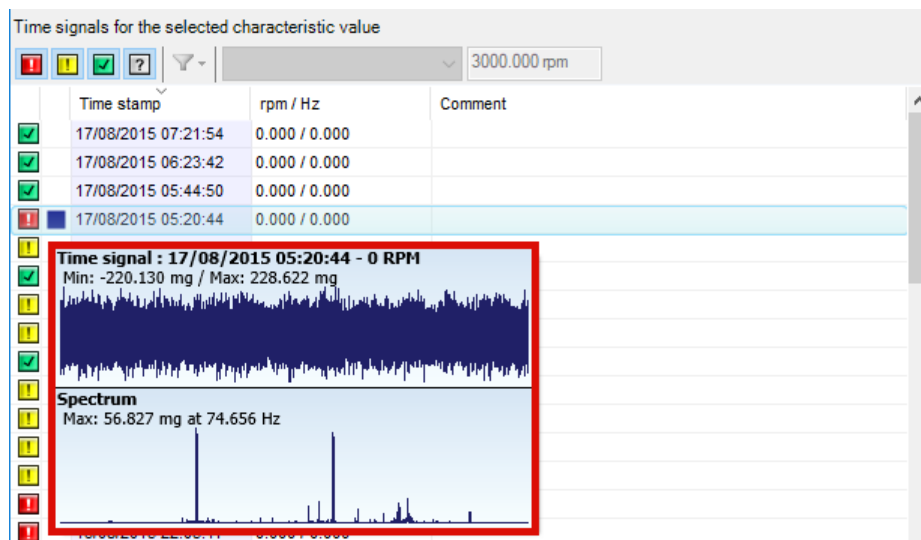 Time signals for the selected characteristic value
3000.000 rpm
Time stamp rpm / Hz Comment
17/08/2015 07:21:54 0.000 / 0.000
17/08/2015 06:23:42 0.000 / 0.000
17/08/2015 05:44:50 0.000 / 0.000
17/08/2015 05:20:44 0.000 / 0.000
Time signal : 17/08/2015 05:20:44 - 0 RPM
Min: -220.130 mg / Max: 228.622 mg
Spectrum
Max: 56.827 mg at 74.656 Hz